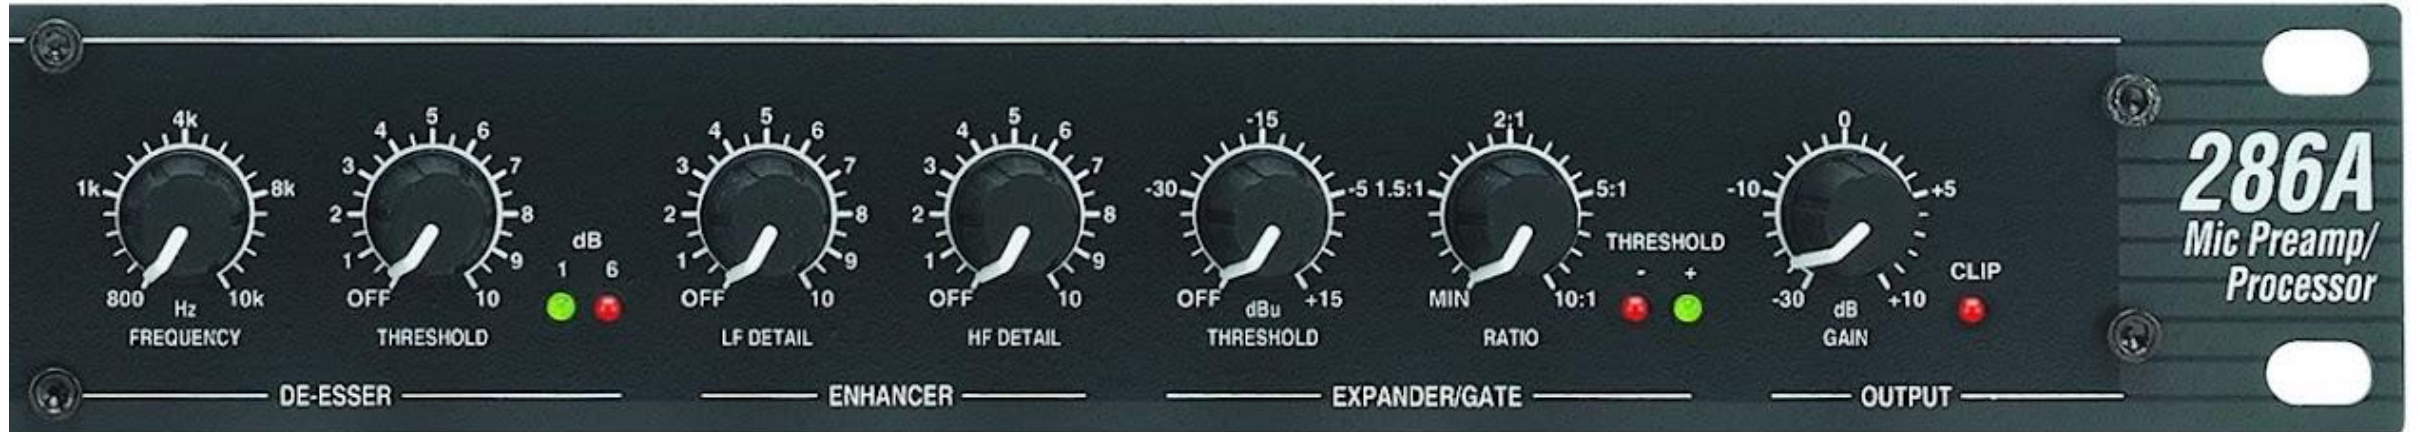 4k
1k
8k
800
Hz
10k
FREQUENCY
5
4
6
3
7
2
8
1
9
OFF
10
THRESHOLD
dB
1 6
DE-ESSER
5
4
6
3
7
2
8
1
9
OFF
10
LF DETAIL
5
4
6
3
7
2
8
1
9
OFF
10
HF DETAIL
ENHANCER
-15
-30
-5
OFF
dBu
+15
THRESHOLD
2:1
1.5:1
5:1
MIN
10:1
RATIO
THRESHOLD
- +
EXPANDER/GATE
0
-10
+5
-30
dB
+10
GAIN
CLIP
OUTPUT
286A
Mic Preamp/
Processor